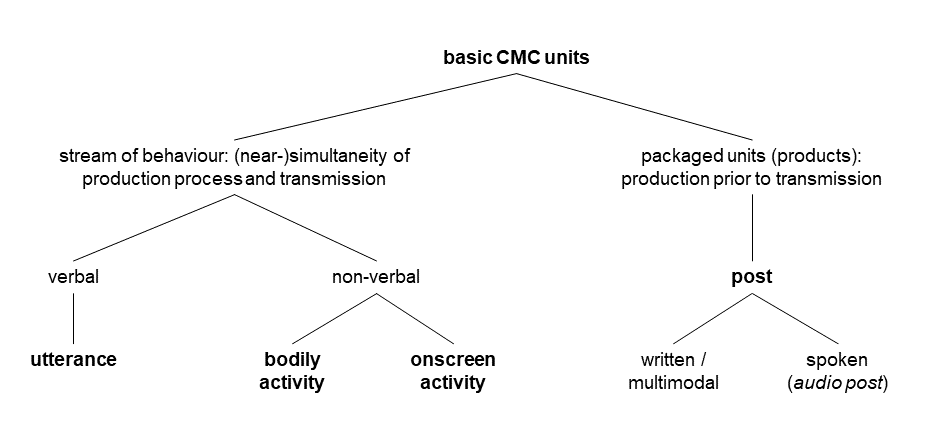 basic CMC units
stream of behaviour: (near-)simultaneity of
production process and transmission
packaged units (products):
production prior to transmission
verbal
non-verbal
post
utterance
bodily
activity
onscreen
activity
written /
multimodal
spoken
(audio post)